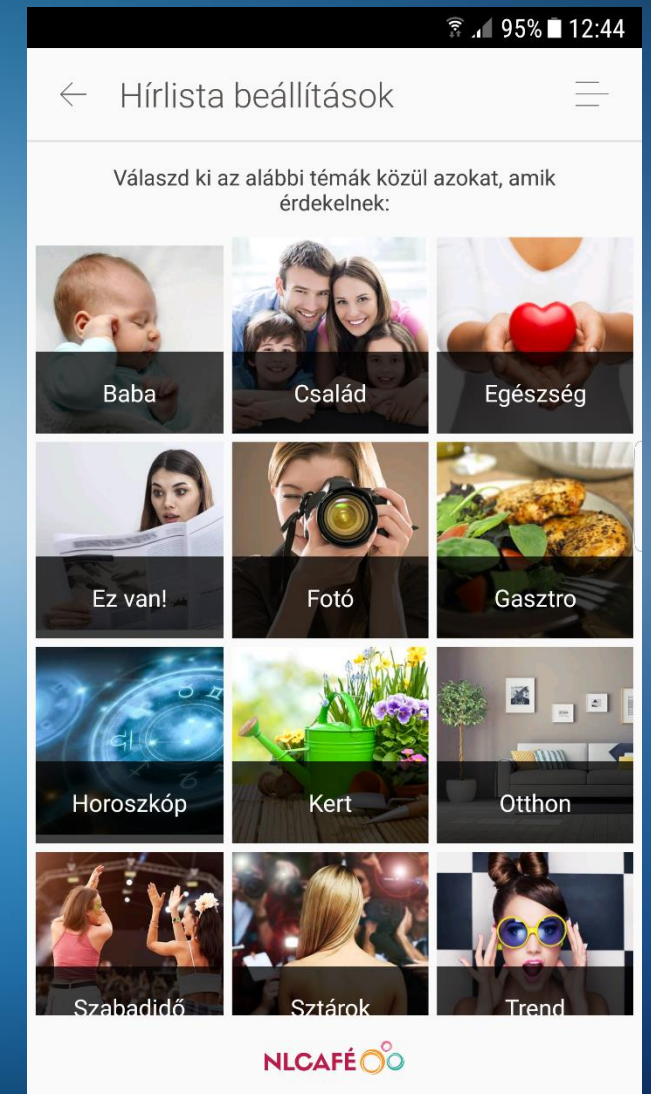 95% 12:44
Hírlista beállítások
Válaszd ki az alábbi témák közül azokat, amik
érdekelnek:
Baba
Család
Egészség
Ez van!
Fotó
Gasztro
Horoszkóp
Kert
Otthon
Szabadidő
Sztárok
Trend
NLCAFÉ